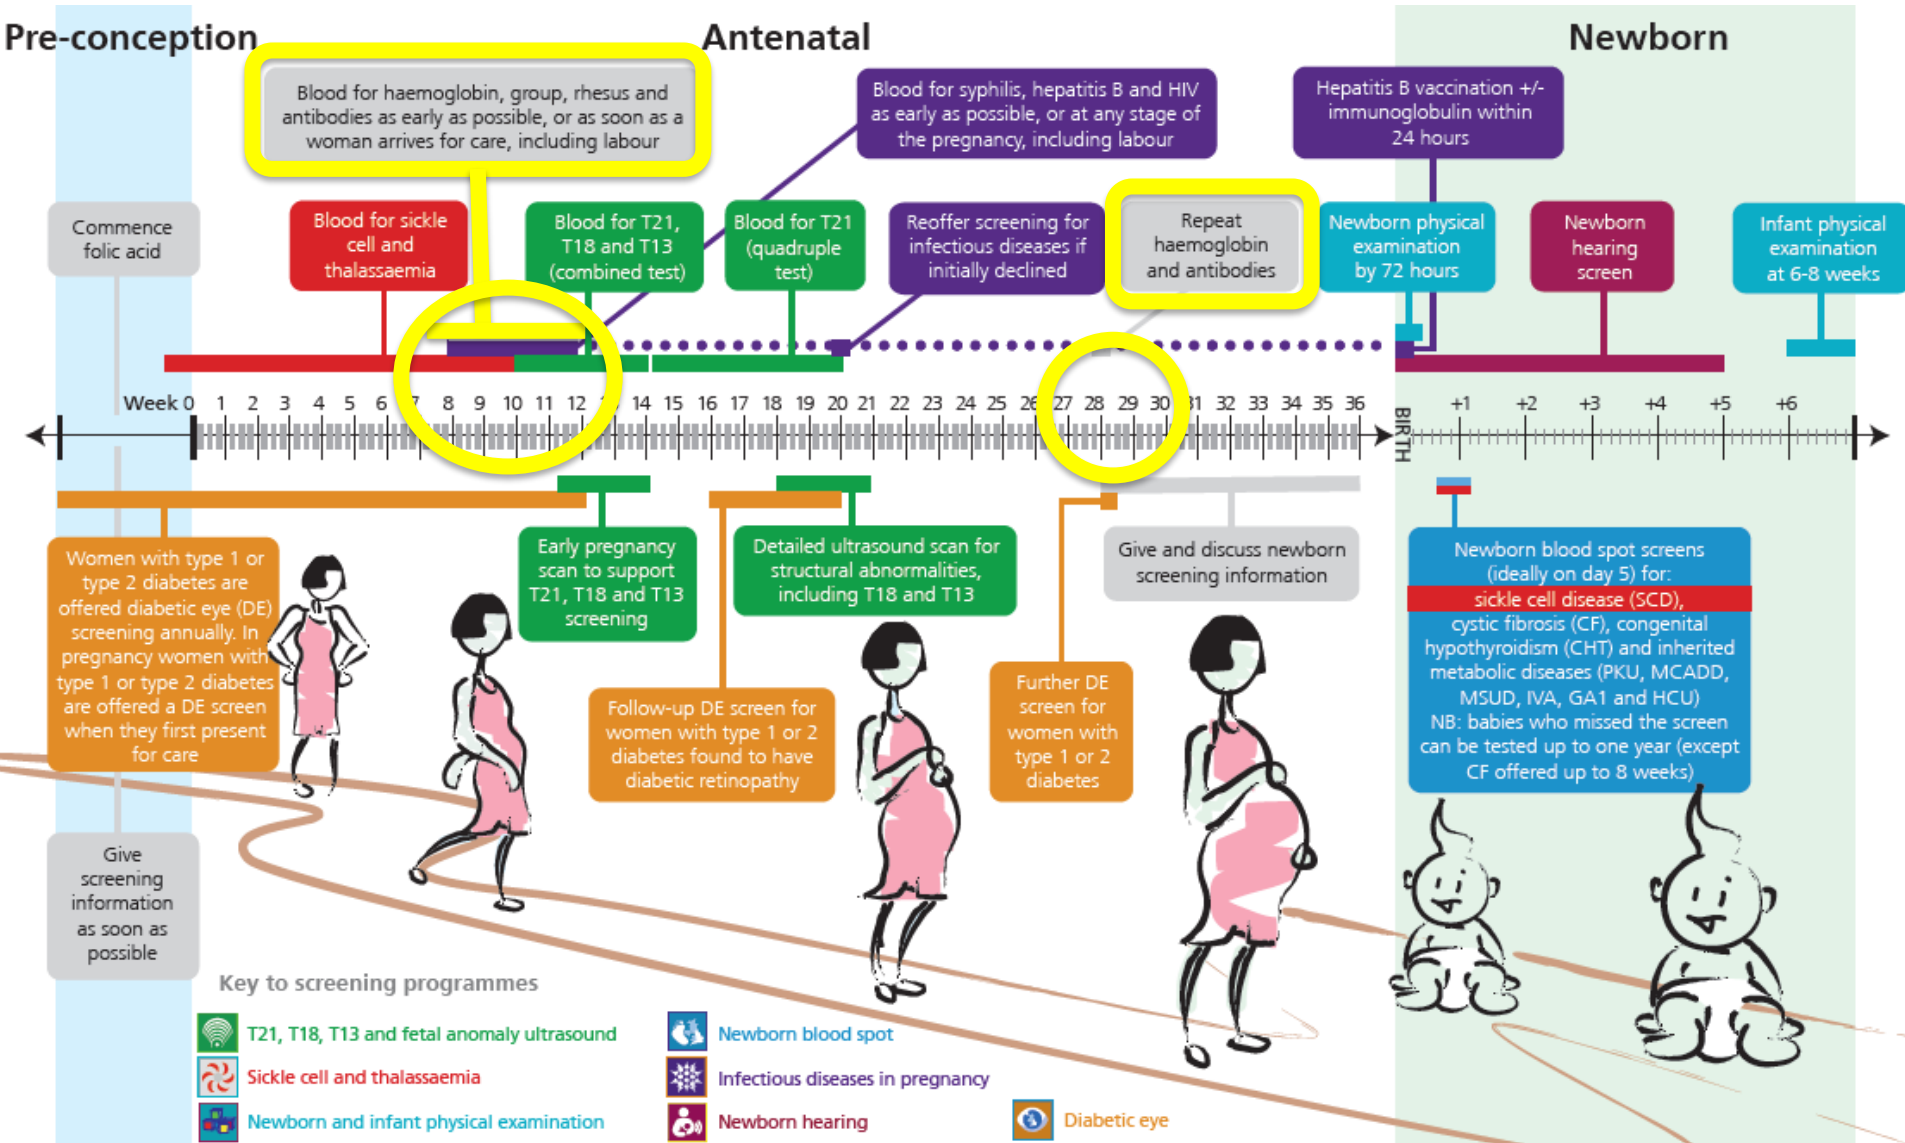 Pre-conception
Antenatal
Newborn
Blood for haemoglobin, group, rhesus and
antibodies as early as possible, or as soon as a
woman arrives for care, including labour
Blood for syphilis, hepatitis B and HIV
as early as possible, or at any stage of
the pregnancy, including labour
Hepatitis B vaccination +/-
immunoglobulin within
24 hours
Commence
folic acid
Blood for sickle
cell and
thalassaemia
Blood for T21,
T18 and T13
(combined test)
Blood for T21
(quadruple
test)
Reoffer screening for
infectious diseases if
initially declined
Repeat
haemoglobin
and antibodies
Newborn physical
examination
by 72 hours
Newborn
hearing
screen
Infant physical
examination
at 6-8 weeks
Week 0 1 2 3 4 5 6 7 8 9 10 11 12 13 14 15 16 17 18 19 20 21 22 23 24 25 26 27 28 29 30 31 32 33 34 35 36
BIRTH
+1 +2 +3 +4 +5 +6
Women with type 1 or
type 2 diabetes are
offered diabetic eye (DE)
screening annually. In
pregnancy women with
type 1 or type 2 diabetes
are offered a DE screen
when they first present
for care
Early pregnancy
scan to support
T21, T18 and T13
screening
Detailed ultrasound scan for
structural abnormalities,
including T18 and T13
Give and discuss newborn
screening information
Newborn blood spot screens
(ideally on day 5) for:
sickle cell disease (SCD),
cystic fibrosis (CF), congenital
hypothyroidism (CHT) and inherited
metabolic diseases (PKU, MCADD,
MSUD, IVA, GA1 and HCU)
NB: babies who missed the screen
can be tested up to one year (except
CF offered up to 8 weeks)
Follow-up DE screen for
women with type 1 or 2
diabetes found to have
diabetic retinopathy
Further DE
screen for
women with
type 1 or 2
diabetes
Give
screening
information
as soon as
possible
Key to screening programmes
T21, T18, T13 and fetal anomaly ultrasound
Sickle cell and thalassaemia
Newborn and infant physical examination
Newborn blood spot
Infectious diseases in pregnancy
Newborn hearing
Diabetic eye